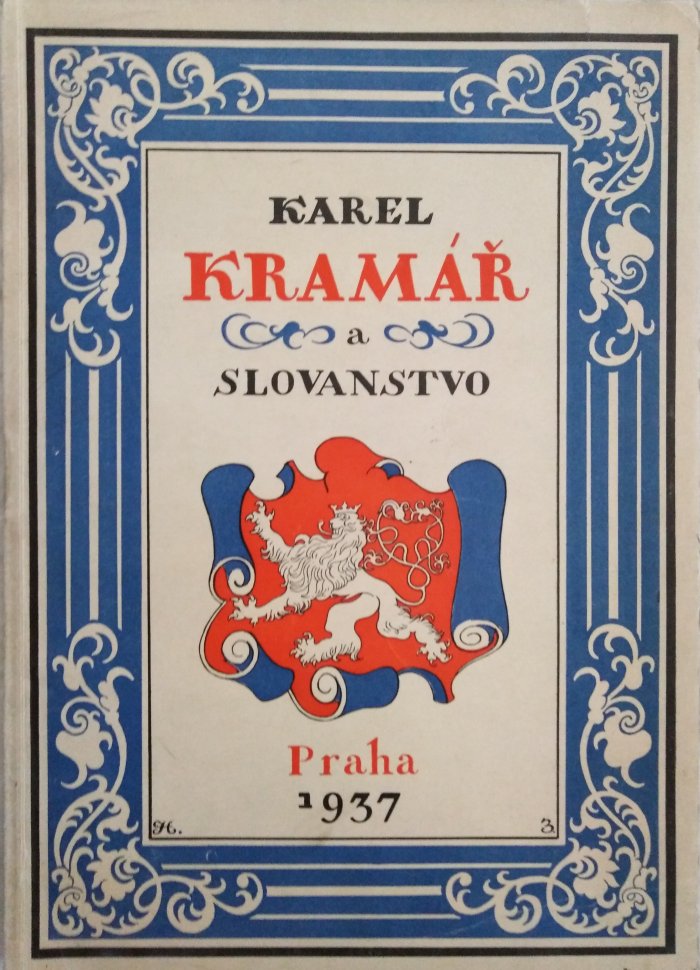 KAREL
KRAMÁŘ
a
SLOVANSTVO
Praha
1937
H. Z.